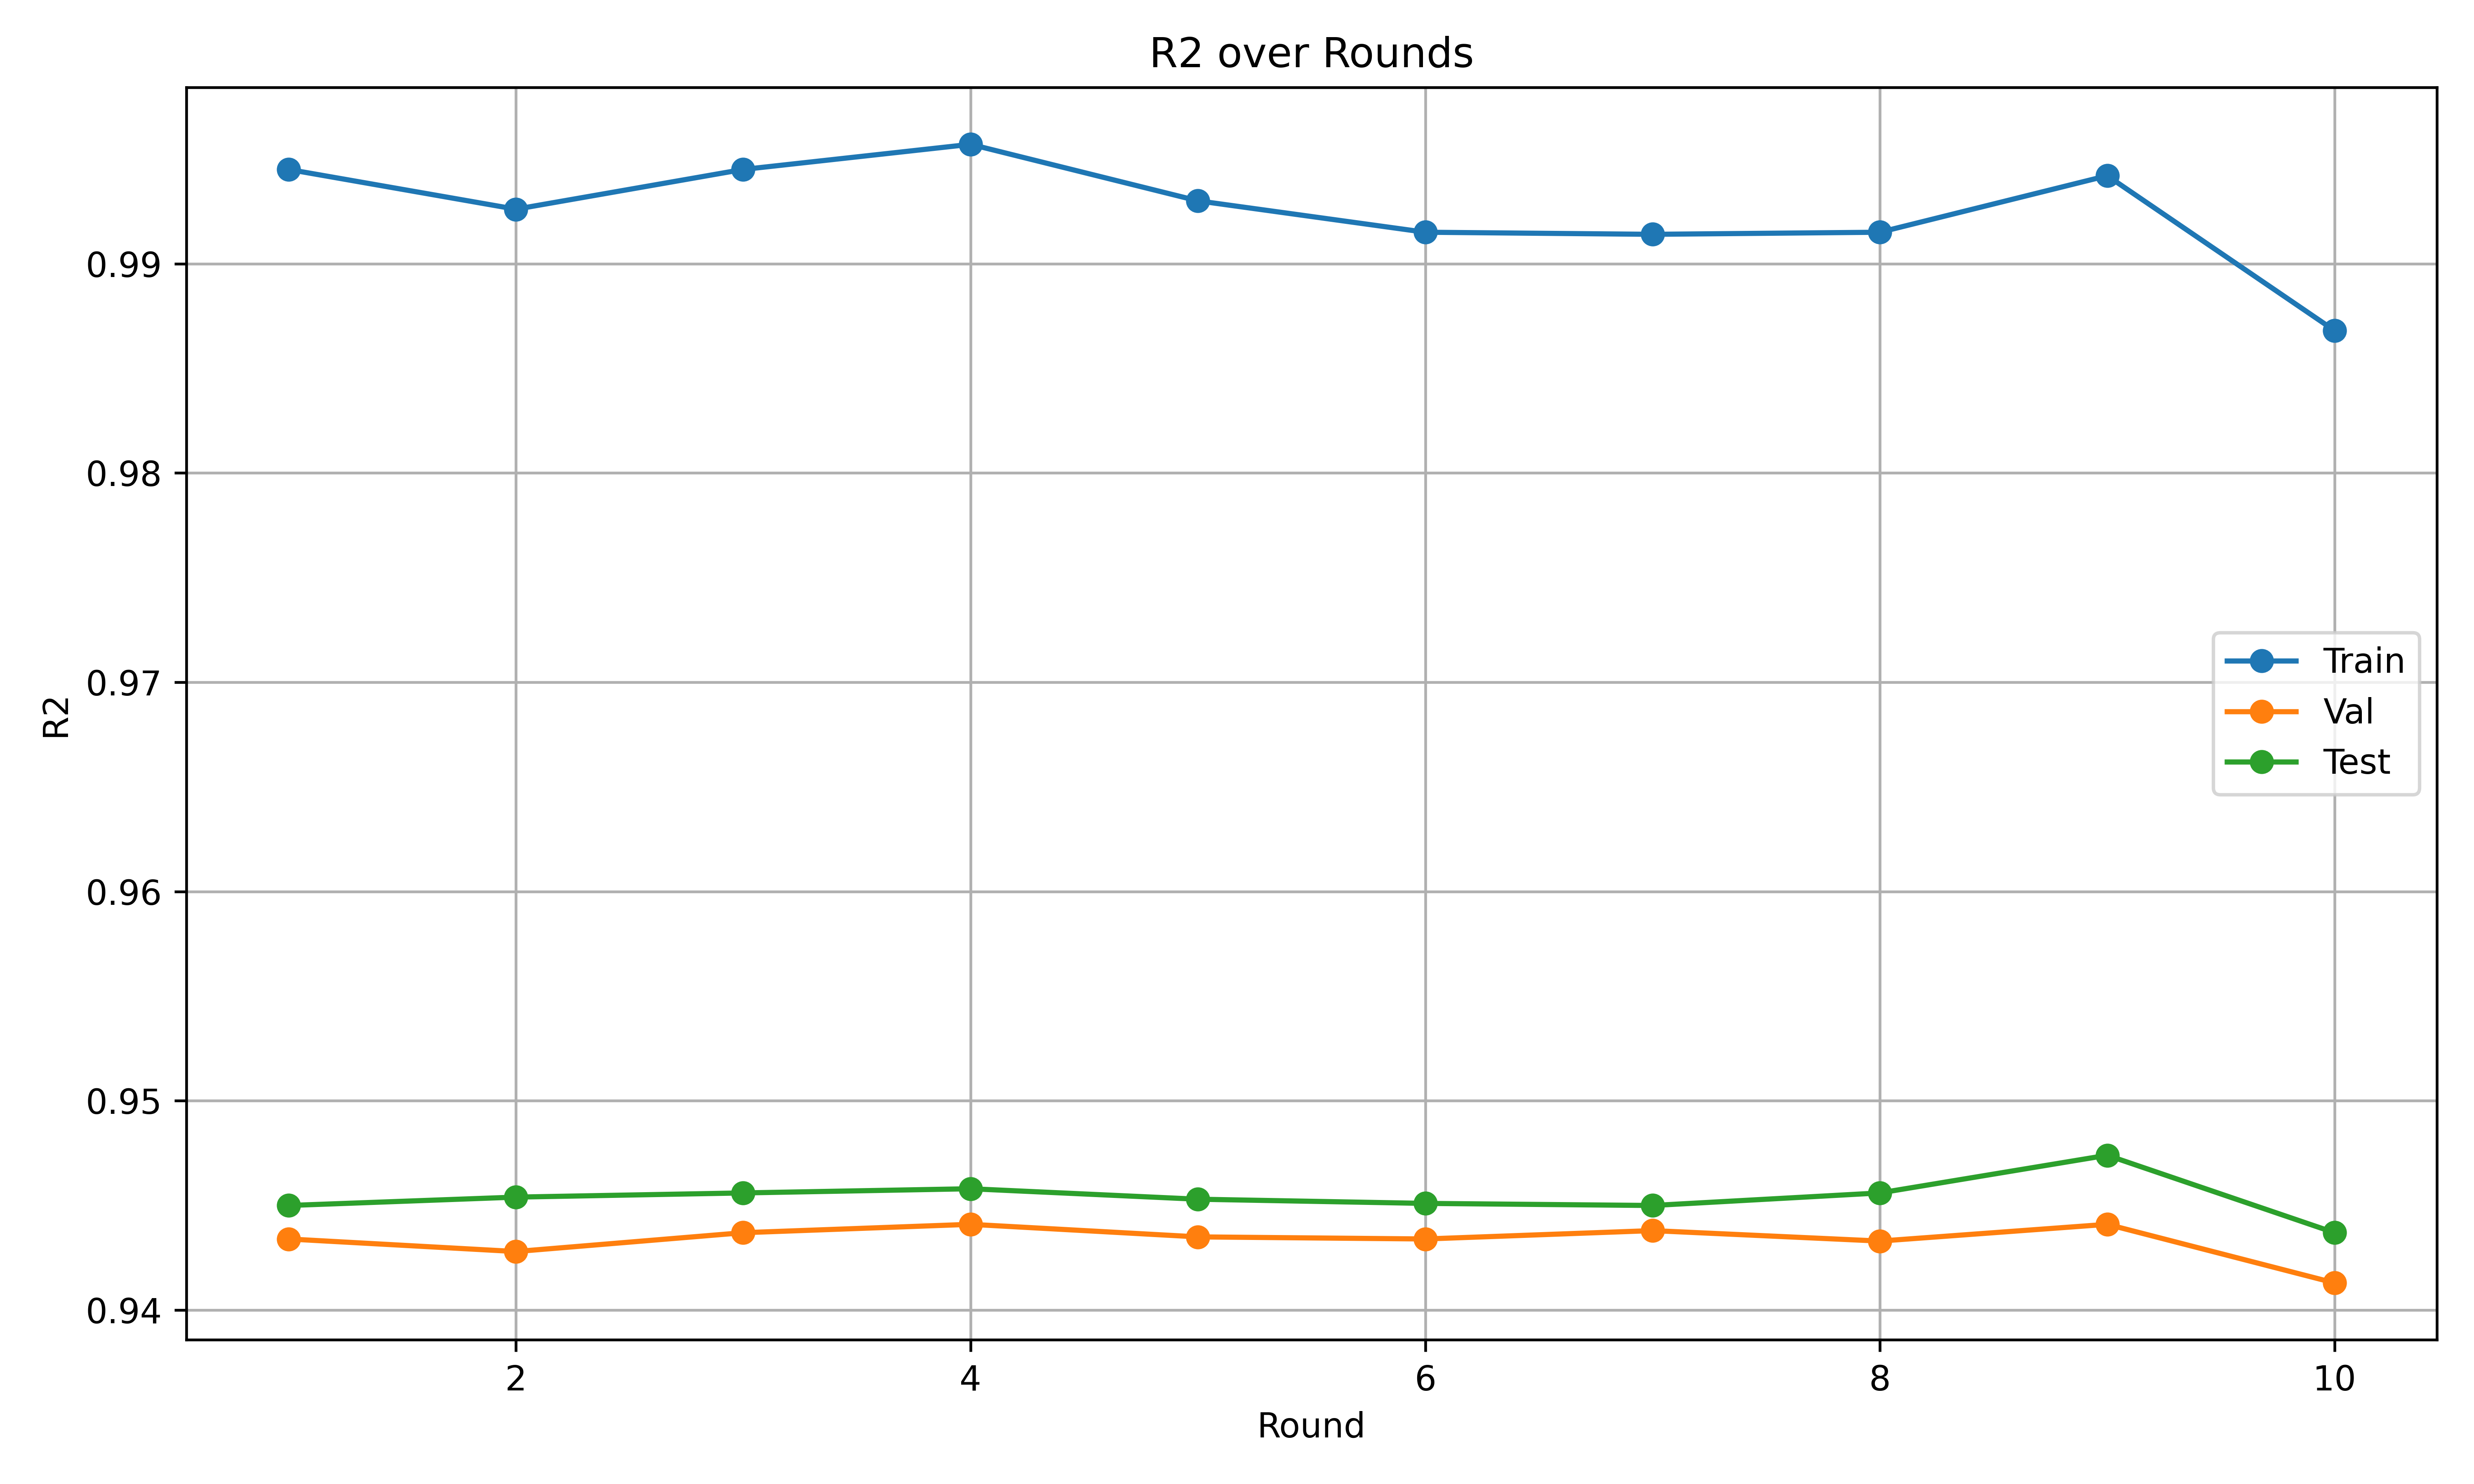 R2 over Rounds
0.99
0.98
0.97
0.96
0.95
0.94
R2
Train
Val
Test
2 4 6 8 10
Round